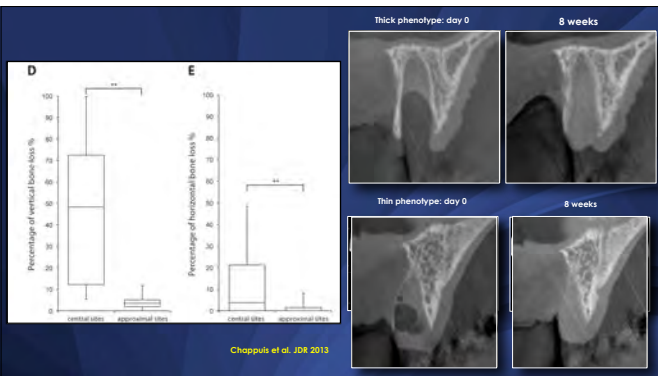 Thick phenotype: day 0
8 weeks
D
E
**
**
Percentage of vertical bone loss %
100
90
80
70
60
50
40
30
20
10
0
central sites
approximal sites
Percentage of horizontal bone loss %
100
90
80
70
60
50
40
30
20
10
0
central sites
approximal sites
Thin phenotype: day 0
8 weeks
Chappuis et al. JDR 2013